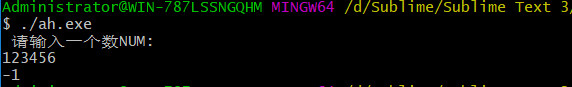 Administrator@WIN-787LSSNGQHM MINGW64 /d/Sublime/Sublime Text 3/
$ ./ah.exe
请输入一个数NUM:
123456
-1